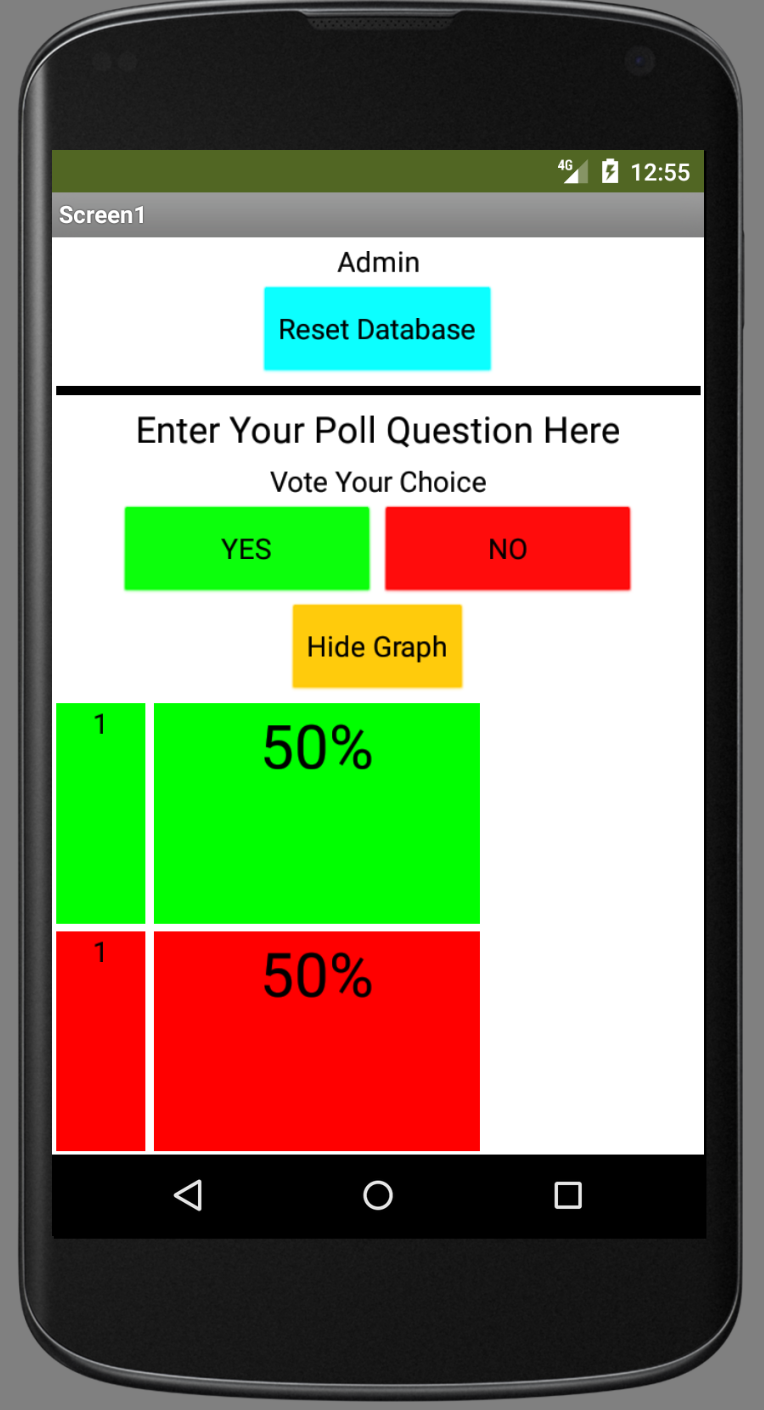 4G 12:55
Screen1
Admin
Reset Database
Enter Your Poll Question Here
Vote Your Choice
YES NO
Hide Graph
1 50%
1 50%